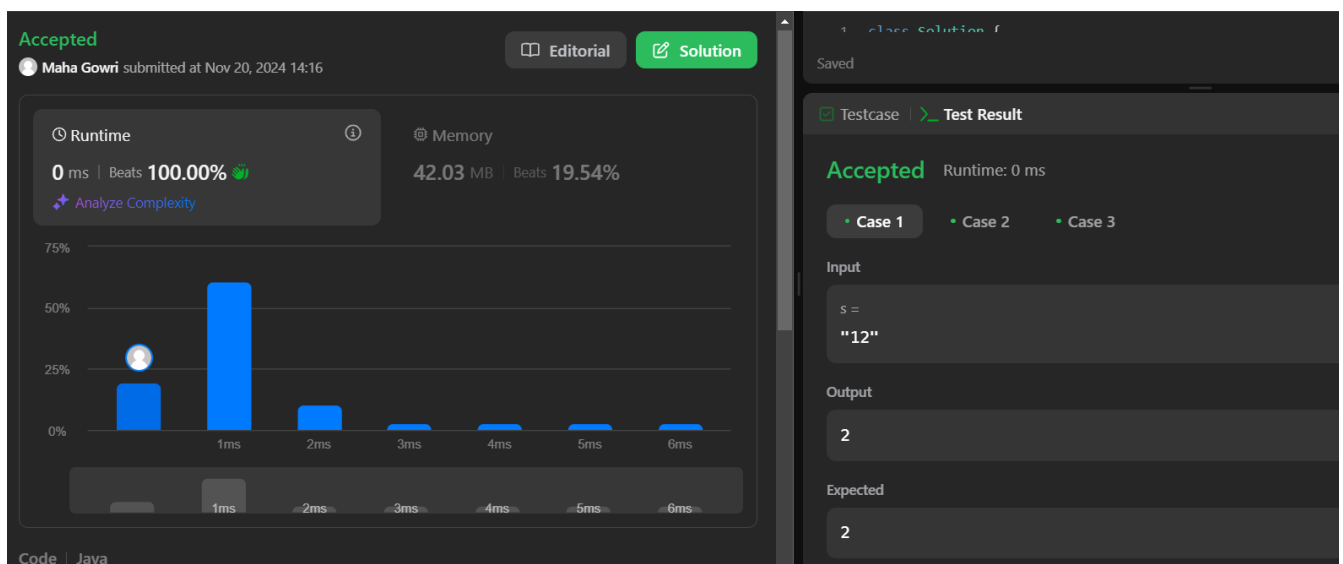 Accepted
Editorial
Solution
Maha Gowri submitted at Nov 20, 2024 14:16
Runtime
0 ms | Beats 100.00%
Analyze Complexity
Memory
42.03 MB | Beats 19.54%
75%
50%
25%
0%
1ms 2ms 3ms 4ms 5ms 6ms
1ms 2ms 3ms 4ms 5ms 6ms
Code | Java
1 class Solution {
Saved
Testcase | >_ Test Result
Accepted Runtime: 0 ms
• Case 1 • Case 2 • Case 3
Input
s =
"12"
Output
2
Expected
2